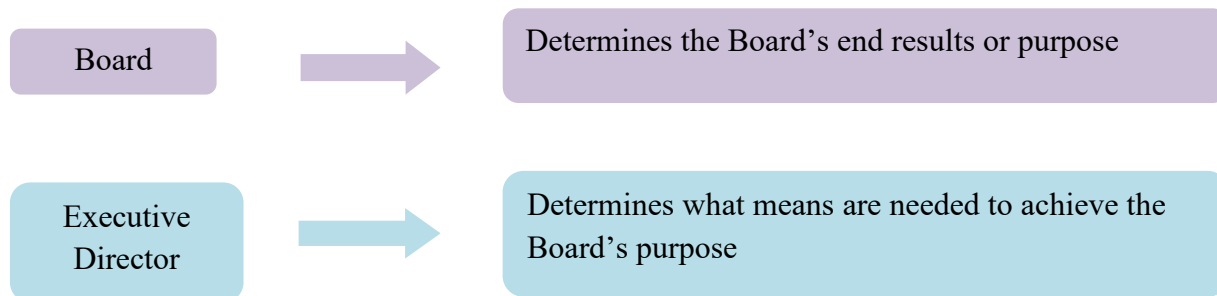 Board
Determines the Board’s end results or purpose
Executive
Director
Determines what means are needed to achieve the
Board’s purpose